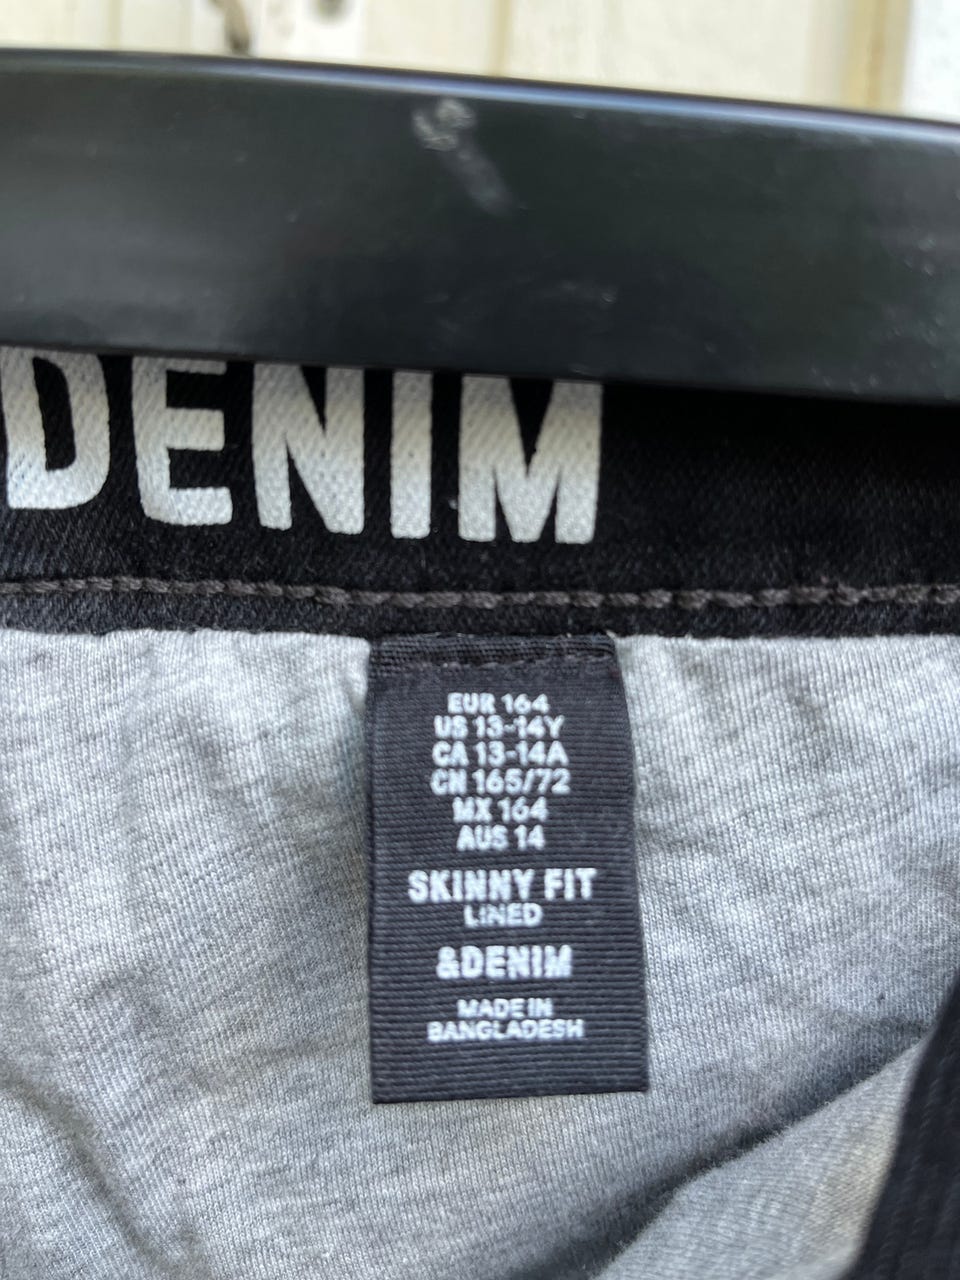 DENIM
EUR 164
US 13-14Y
CA 13-14A
CN 165/72
MX 164
AUS 14
SKINNY FIT
LINED
&DENIM
MADE IN
BANGLADESH